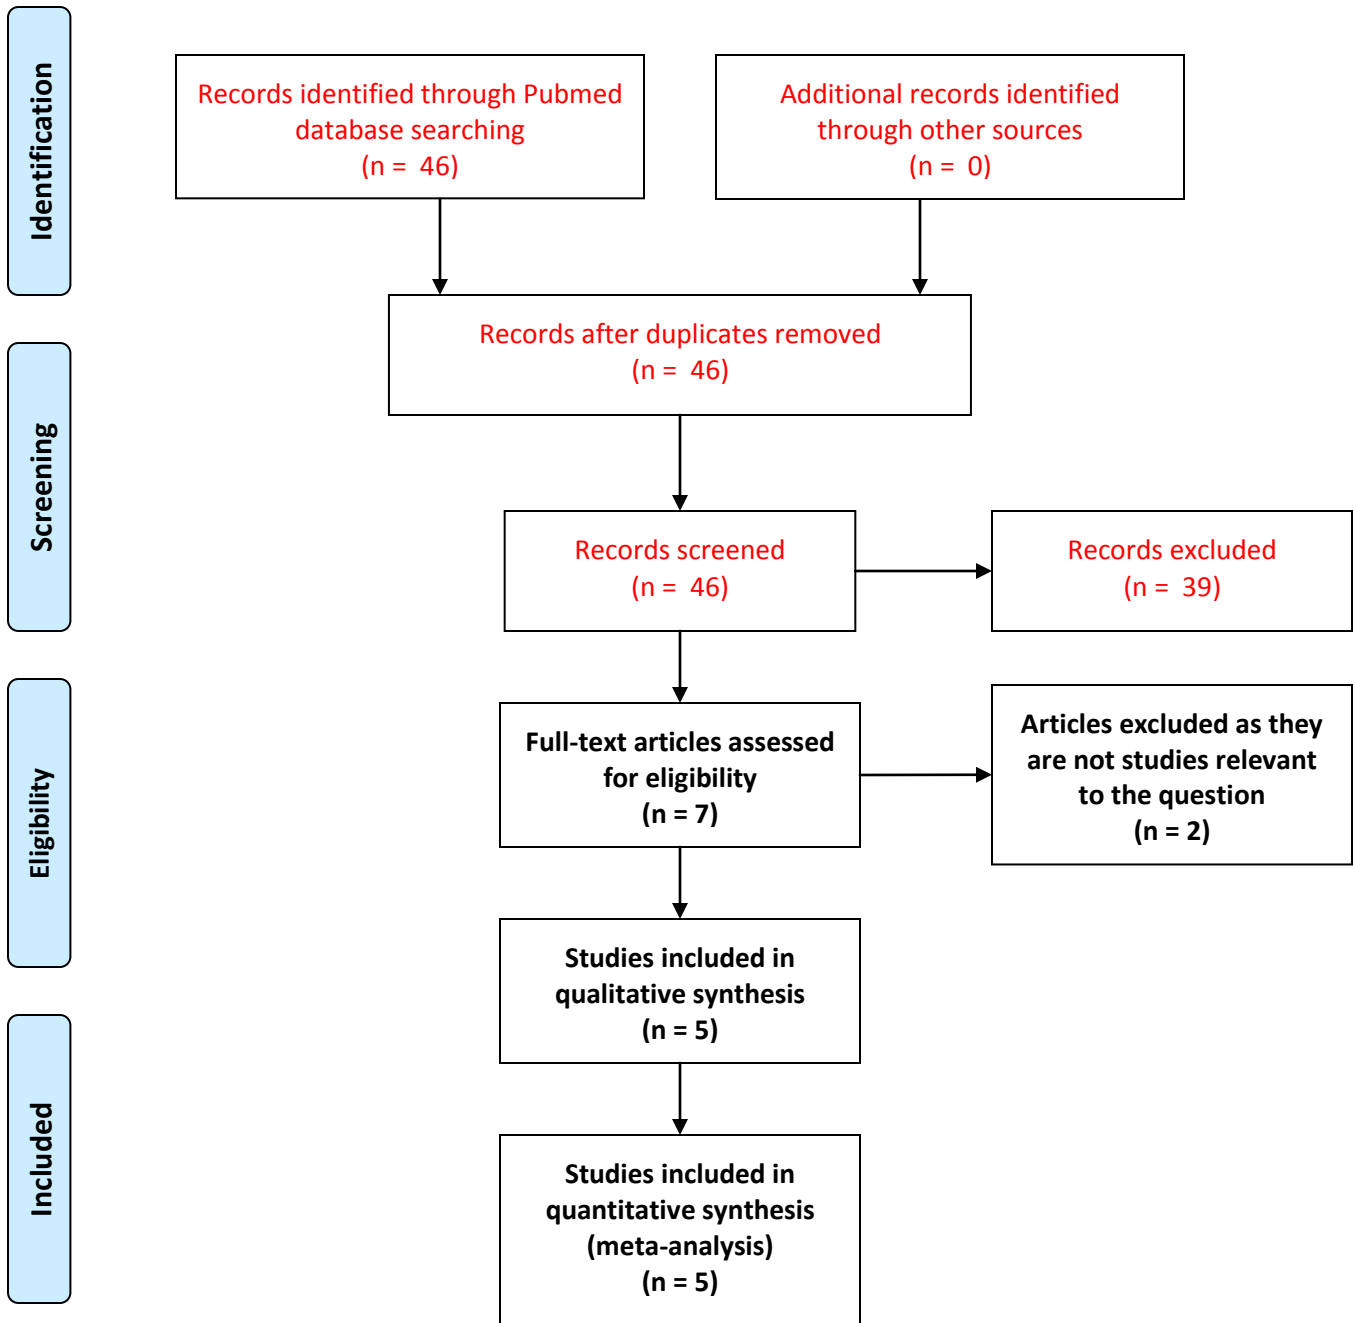 Identification
Records identified through Pubmed
database searching
(n = 46)
Additional records identified
through other sources
(n = 0)
Records after duplicates removed
(n = 46)
Screening
Records screened
(n = 46)
Records excluded
(n = 39)
Eligibility
Full-text articles assessed
for eligibility
(n = 7)
Articles excluded as they
are not studies relevant
to the question
(n = 2)
Studies included in
qualitative synthesis
(n = 5)
Included
Studies included in
quantitative synthesis
(meta-analysis)
(n = 5)